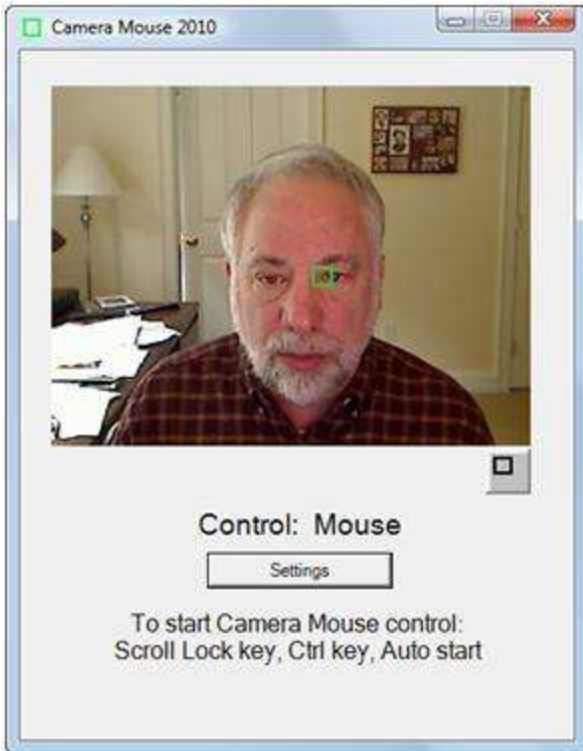 Camera Mouse 2010
Control: Mouse
Settings
To start Camera Mouse control:
Scroll Lock key, Ctrl key, Auto start